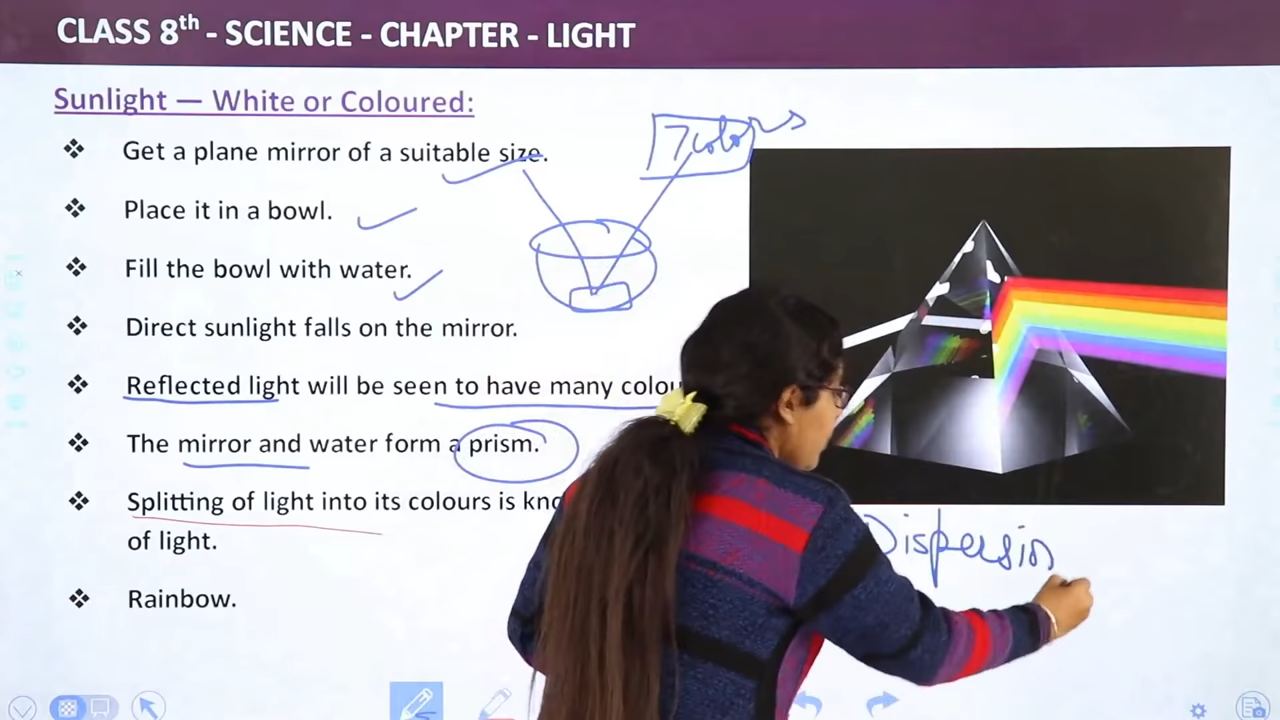 CLASS 8th - SCIENCE - CHAPTER - LIGHT
Sunlight — White or Coloured:
❖ Get a plane mirror of a suitable size.
7 colors
❖ Place it in a bowl.
❖ Fill the bowl with water.
❖ Direct sunlight falls on the mirror.
❖ Reflected light will be seen to have many colou
❖ The mirror and water form a prism.
❖ Splitting of light into its colours is kno
of light.
Dispersion
❖ Rainbow.